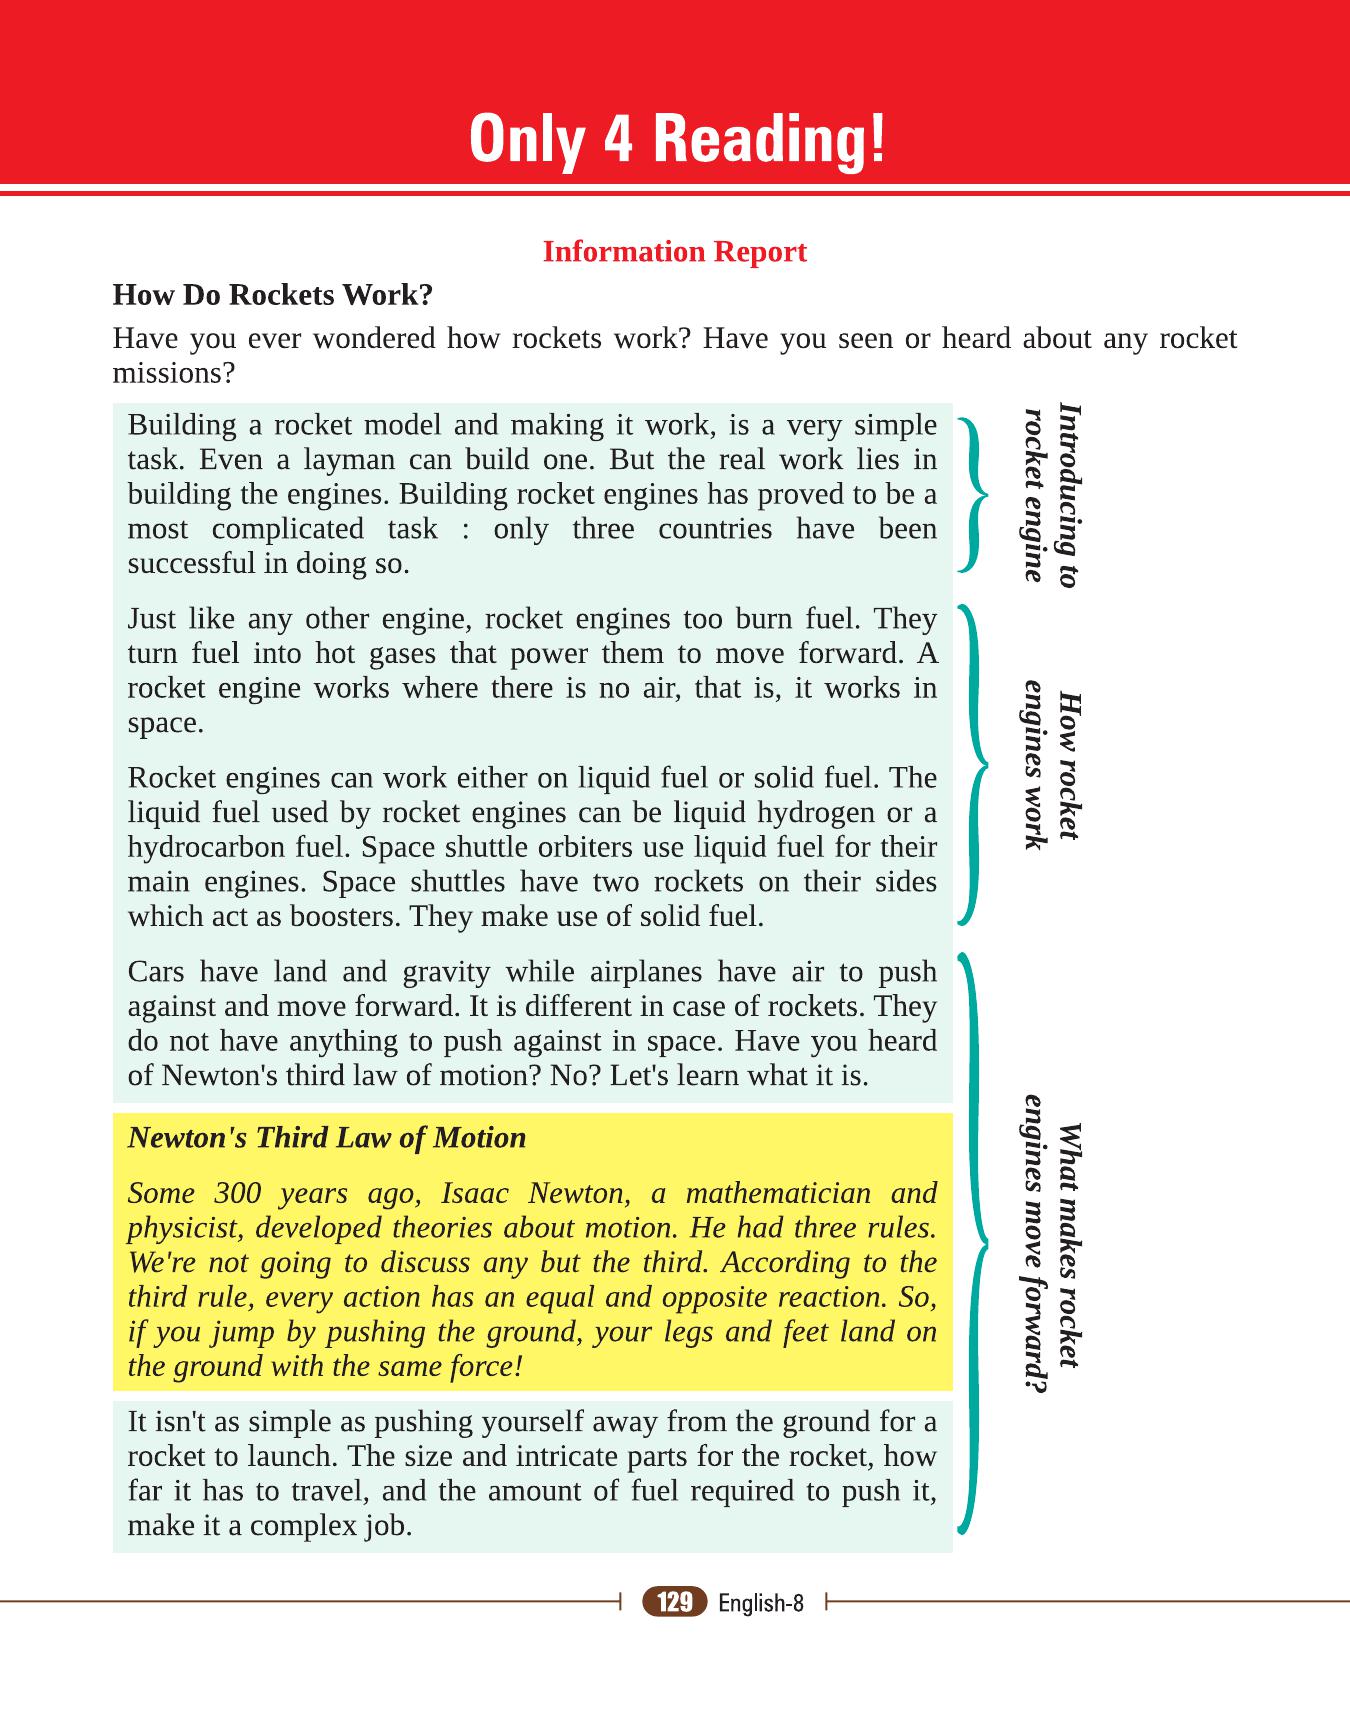 Only 4 Reading!
Information Report
How Do Rockets Work?
Have you ever wondered how rockets work? Have you seen or heard about any rocket
missions?
Building a rocket model and making it work, is a very simple
task. Even a layman can build one. But the real work lies in
building the engines. Building rocket engines has proved to be a
most complicated task : only three countries have been
successful in doing so.
Introducing to
rocket engine
Just like any other engine, rocket engines too burn fuel. They
turn fuel into hot gases that power them to move forward. A
rocket engine works where there is no air, that is, it works in
space.
Rocket engines can work either on liquid fuel or solid fuel. The
liquid fuel used by rocket engines can be liquid hydrogen or a
hydrocarbon fuel. Space shuttle orbiters use liquid fuel for their
main engines. Space shuttles have two rockets on their sides
which act as boosters. They make use of solid fuel.
How rocket
engines work
Cars have land and gravity while airplanes have air to push
against and move forward. It is different in case of rockets. They
do not have anything to push against in space. Have you heard
of Newton's third law of motion? No? Let's learn what it is.
Newton's Third Law of Motion
Some 300 years ago, Isaac Newton, a mathematician and
physicist, developed theories about motion. He had three rules.
We're not going to discuss any but the third. According to the
third rule, every action has an equal and opposite reaction. So,
if you jump by pushing the ground, your legs and feet land on
the ground with the same force!
It isn't as simple as pushing yourself away from the ground for a
rocket to launch. The size and intricate parts for the rocket, how
far it has to travel, and the amount of fuel required to push it,
make it a complex job.
What makes rocket
engines move forward?
129 English-8